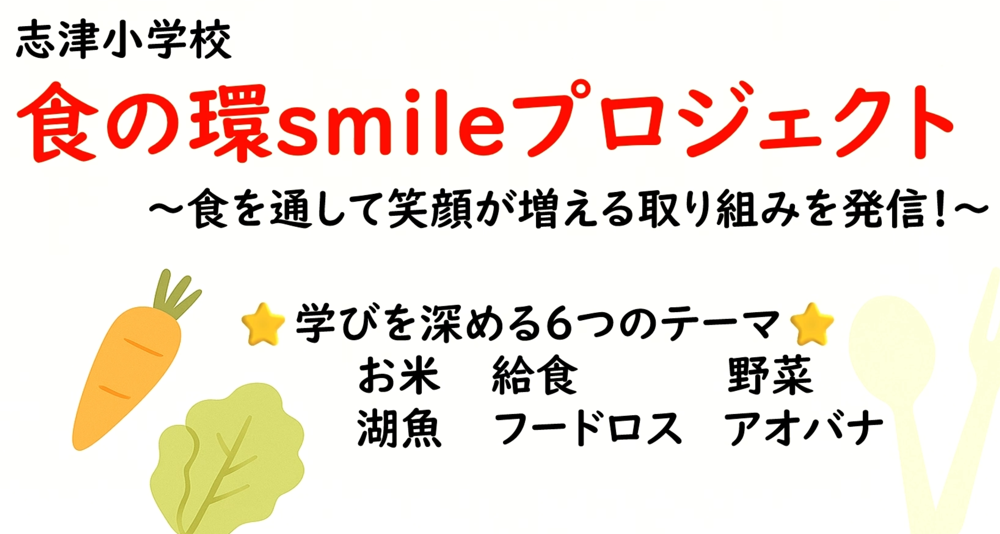 志津小学校
食の環smileプロジェクト
～食を通して笑顔が増える取り組みを発信！～
⭐学びを深める6つのテーマ⭐
お米　給食　野菜
湖魚　フードロス　アオバナ